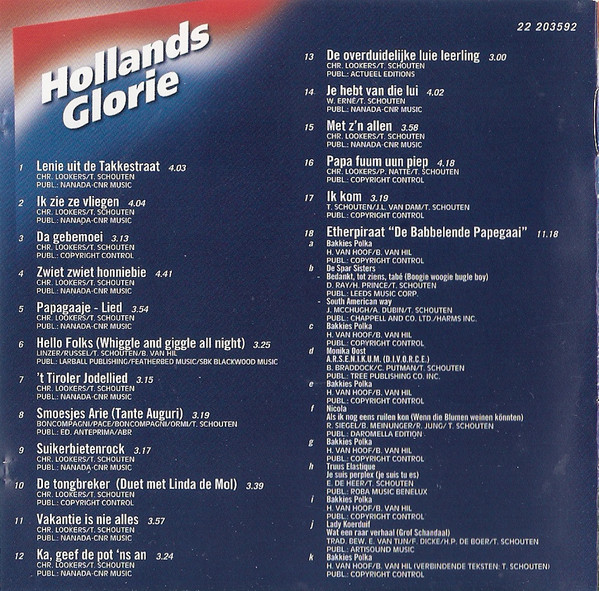 Hollands
Glorie
22 203592
1 Lenie uit de Takkestraat 4.03
CHR. LOOKERS/T. SCHOUTEN
PUBL.: NANADA-CNR MUSIC
2 Ik zie ze vliegen 4.04
CHR. LOOKERS/T. SCHOUTEN
PUBL.: NANADA-CNR MUSIC
3 Da gebemoei 3.13
CHR. LOOKERS/T. SCHOUTEN
PUBL.: COPYRIGHT CONTROL
4 Zwiet zwiet honniebie 4.41
CHR. LOOKERS/T. SCHOUTEN
PUBL.: NANADA-CNR MUSIC
5 Papagaaje - Lied 3.54
CHR. LOOKERS/T. SCHOUTEN
PUBL.: NANADA-CNR MUSIC
6 Hello Folks (Whiggle and giggle all night) 3.25
LINZER/RUSSEL/T. SCHOUTEN/B. VAN HIL
PUBL.: LARBALL PUBLISHING/FEATHERBED MUSIC/SBK BLACKWOOD MUSIC
7 't Tiroler Jodellied 3.15
CHR. LOOKERS/T. SCHOUTEN
PUBL.: NANADA-CNR MUSIC
8 Smoesjes Arie (Tante Auguri) 3.19
BONCOMPAGNI/PACE/BONCOMPAGNI/ORMI/T. SCHOUTEN
PUBL.: ED. ANTEPRIMA/ABR
9 Suikerbietenrock 3.17
CHR. LOOKERS/T. SCHOUTEN
PUBL.: NANADA-CNR MUSIC
10 De tongbreker (Duet met Linda de Mol) 3.39
CHR. LOOKERS/T. SCHOUTEN
PUBL.: COPYRIGHT CONTROL
11 Vakantie is nie alles 3.57
CHR. LOOKERS/T. SCHOUTEN
PUBL.: NANADA-CNR MUSIC
12 Ka, geef de pot 'ns an 3.24
CHR. LOOKERS/T. SCHOUTEN
PUBL.: NANADA-CNR MUSIC
13 De overduidelijke luie leerling 3.00
CHR. LOOKERS/T. SCHOUTEN
PUBL.: ACTUEEL EDITIONS
14 Je hebt van die lui 4.02
W. ERNÉ/T. SCHOUTEN
PUBL.: NANADA-CNR MUSIC
15 Met z'n allen 3.58
CHR. LOOKERS/T. SCHOUTEN
PUBL.: NANADA-CNR MUSIC
16 Papa fuum uun piep 4.18
CHR. LOOKERS/P. NATTE/T. SCHOUTEN
PUBL.: COPYRIGHT CONTROL
17 Ik kom 3.19
T. SCHOUTEN/J.L. VAN DAM/T. SCHOUTEN
PUBL.: COPYRIGHT CONTROL
18 Etherpiraat "De Babbelende Papegaai" 11.18
a Bakkies Polka
H. VAN HOOF/B. VAN HIL
PUBL.: COPYRIGHT CONTROL
b De Spar Sisters
- Bedankt, tot ziens, tabé (Boogie woogie bugle boy)
D. RAY/H. PRINCE/T. SCHOUTEN
PUBL.: LEEDS MUSIC CORP.
- South American way
J. MCCHUGH/A. DUBIN/T. SCHOUTEN
PUBL.: CHAPPELL AND CO. LTD./HARMS INC.
c Bakkies Polka
H. VAN HOOF/B. VAN HIL
PUBL.: COPYRIGHT CONTROL
d Monika Oost
A.R.S.E.N.I.K.U.M. (D.I.V.O.R.C.E.)
B. BRADDOCK/C. PUTMAN/T. SCHOUTEN
PUBL.: TREE PUBLISHING CO. INC.
e Bakkies Polka
H. VAN HOOF/B. VAN HIL
PUBL.: COPYRIGHT CONTROL
f Nicola
Als ik nog eens ruilen kon (Wenn die Blumen weinen könnten)
R. SIEGEL/B. MEINUNGER/R. JUNG/T. SCHOUTEN
PUBL.: DAROMELLA EDITION
g Bakkies Polka
H. VAN HOOF/B. VAN HIL
PUBL.: COPYRIGHT CONTROL
h Truus Elastique
Je suis perplex (je suis tu es)
E. DE HEER/T. SCHOUTEN
PUBL.: ROBA MUSIC BENELUX
i Bakkies Polka
H. VAN HOOF/B. VAN HIL
PUBL.: COPYRIGHT CONTROL
j Lady Koerduif
Wat een raar verhaal (Grof Schandaal)
TRAD. BEW. E. VAN TIJN/F. DICKE/H.P. DE BOER/T. SCHOUTEN
PUBL.: ARTISOUND MUSIC
k Bakkies Polka
H. VAN HOOF/B. VAN HIL (VERBINDENDE TEKSTEN: T. SCHOUTEN)
PUBL.: COPYRIGHT CONTROL